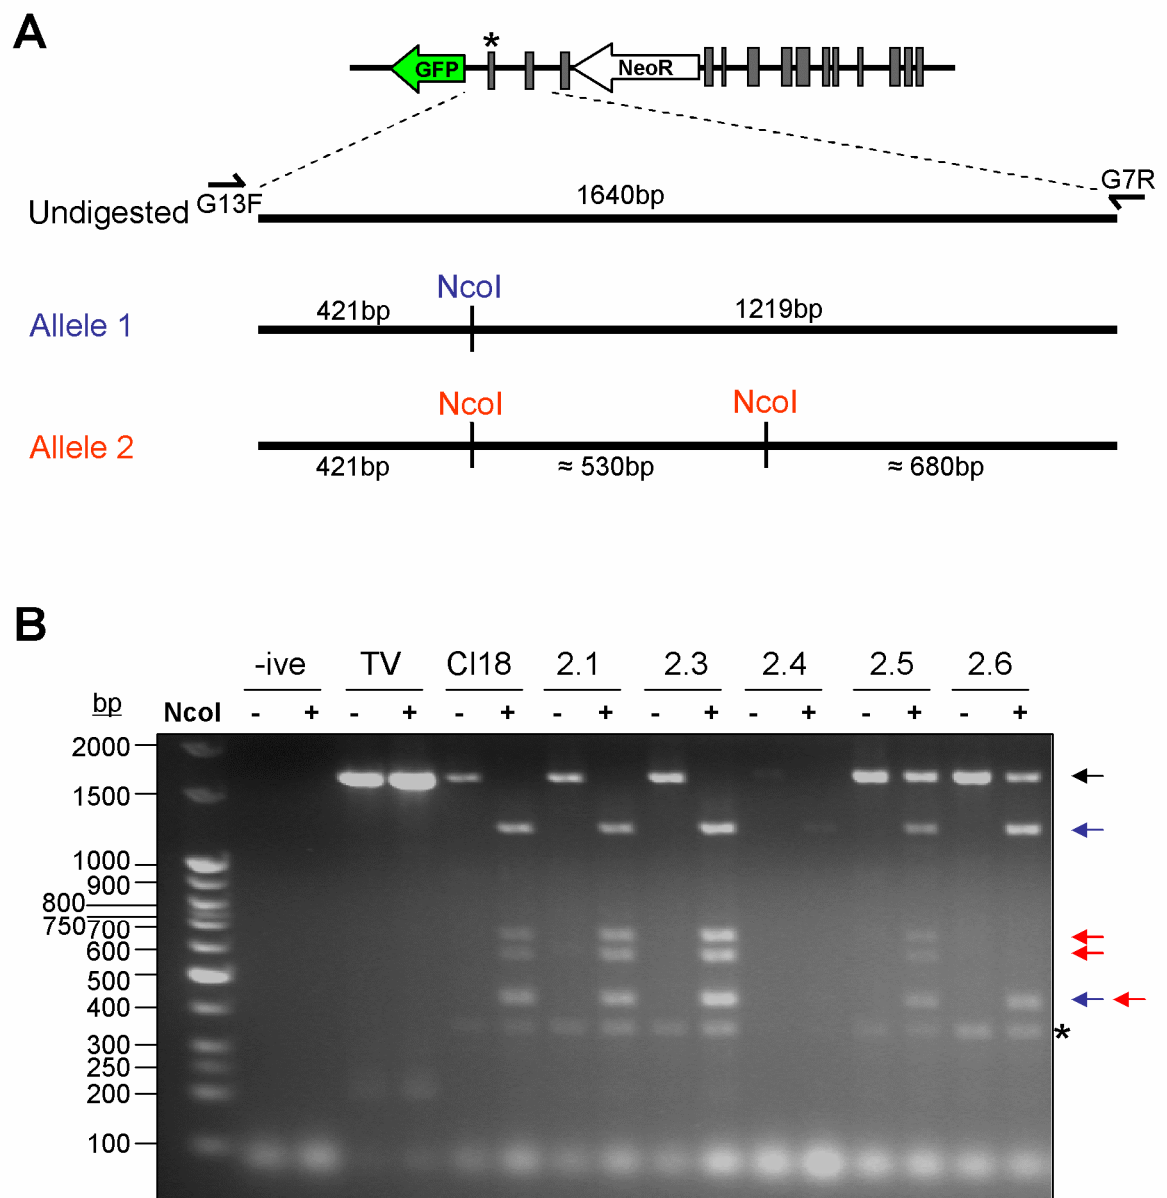 A
*
GFP
NeoR
G13F
G7R
Undigested
1640bp
NcoI
Allele 1
421bp
1219bp
NcoI
NcoI
Allele 2
421bp
≈ 530bp
≈ 680bp
B
-ive TV Cl18 2.1 2.3 2.4 2.5 2.6
bp NcoI - + - + - + - + - + - + - + - +
2000
1500
1000
900
800
750 700
600
500
400
300
*
250
200
100